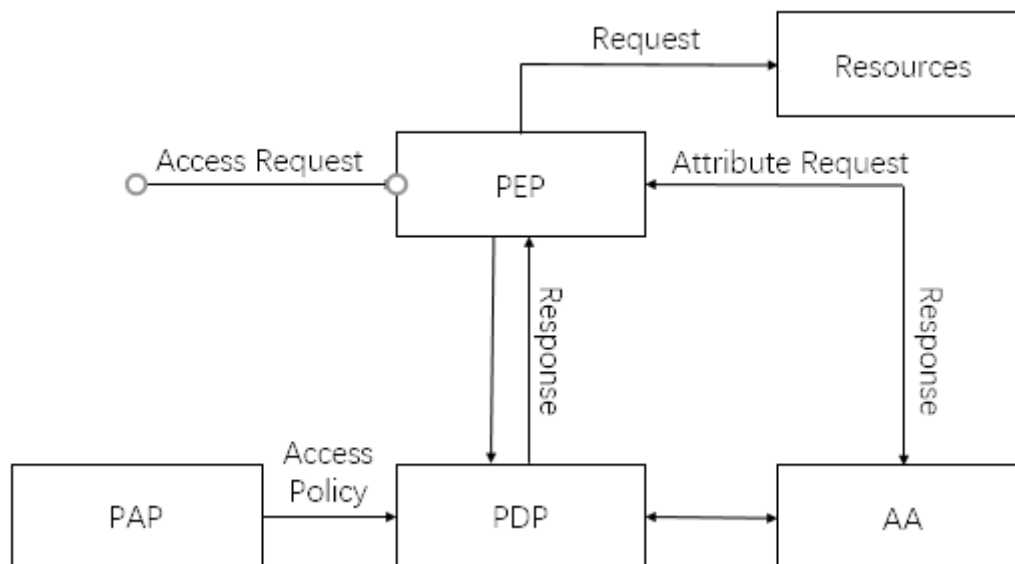 Request
Resources
Access Request
PEP
Attribute Request
Response
Response
Access
Policy
PAP
PDP
AA